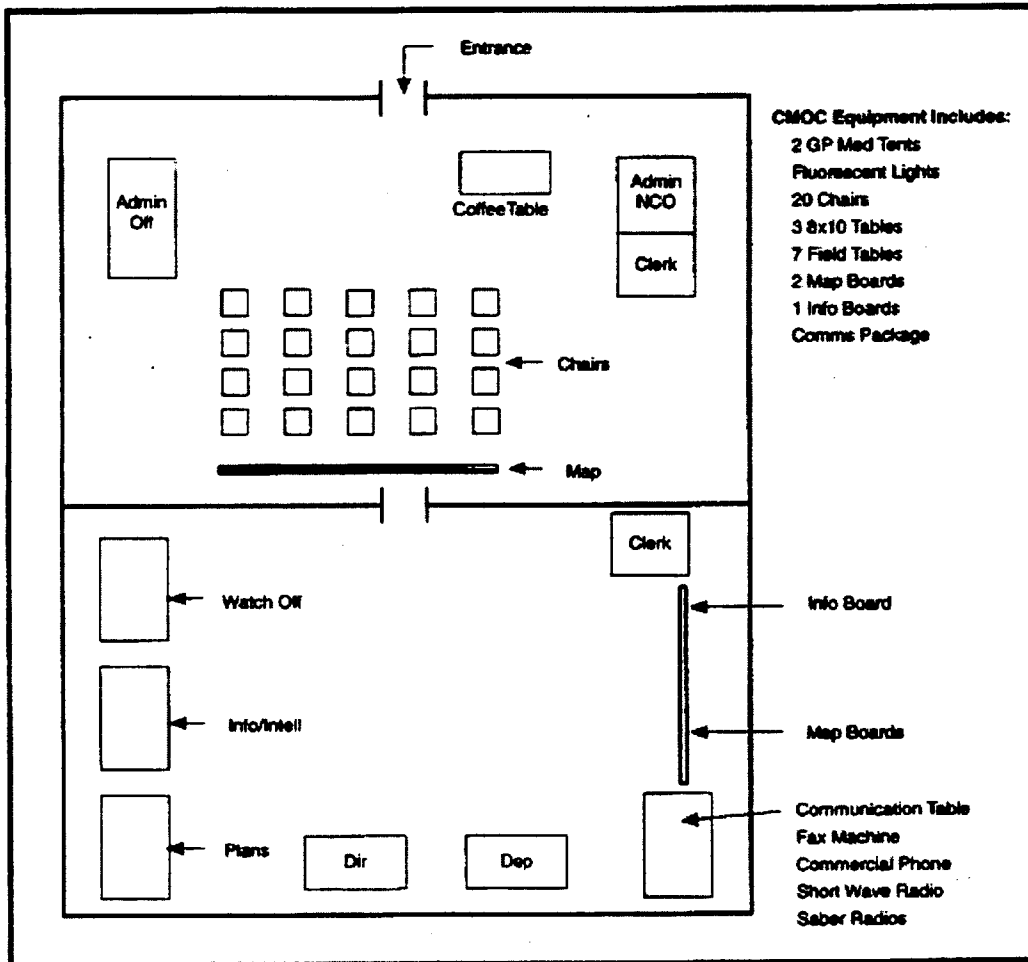 Entrance
CMOC Equipment Includes:
2 GP Med Tents
Fluorescent Lights
20 Chairs
3 8x10 Tables
7 Field Tables
2 Map Boards
1 Info Boards
Comms Package
Admin
Off
Coffee Table
Admin
NCO
Clerk
Chairs
Map
Clerk
Watch Off
Info Board
Info/Intell
Map Boards
Plans
Dir
Dep
Communication Table
Fax Machine
Commercial Phone
Short Wave Radio
Saber Radios